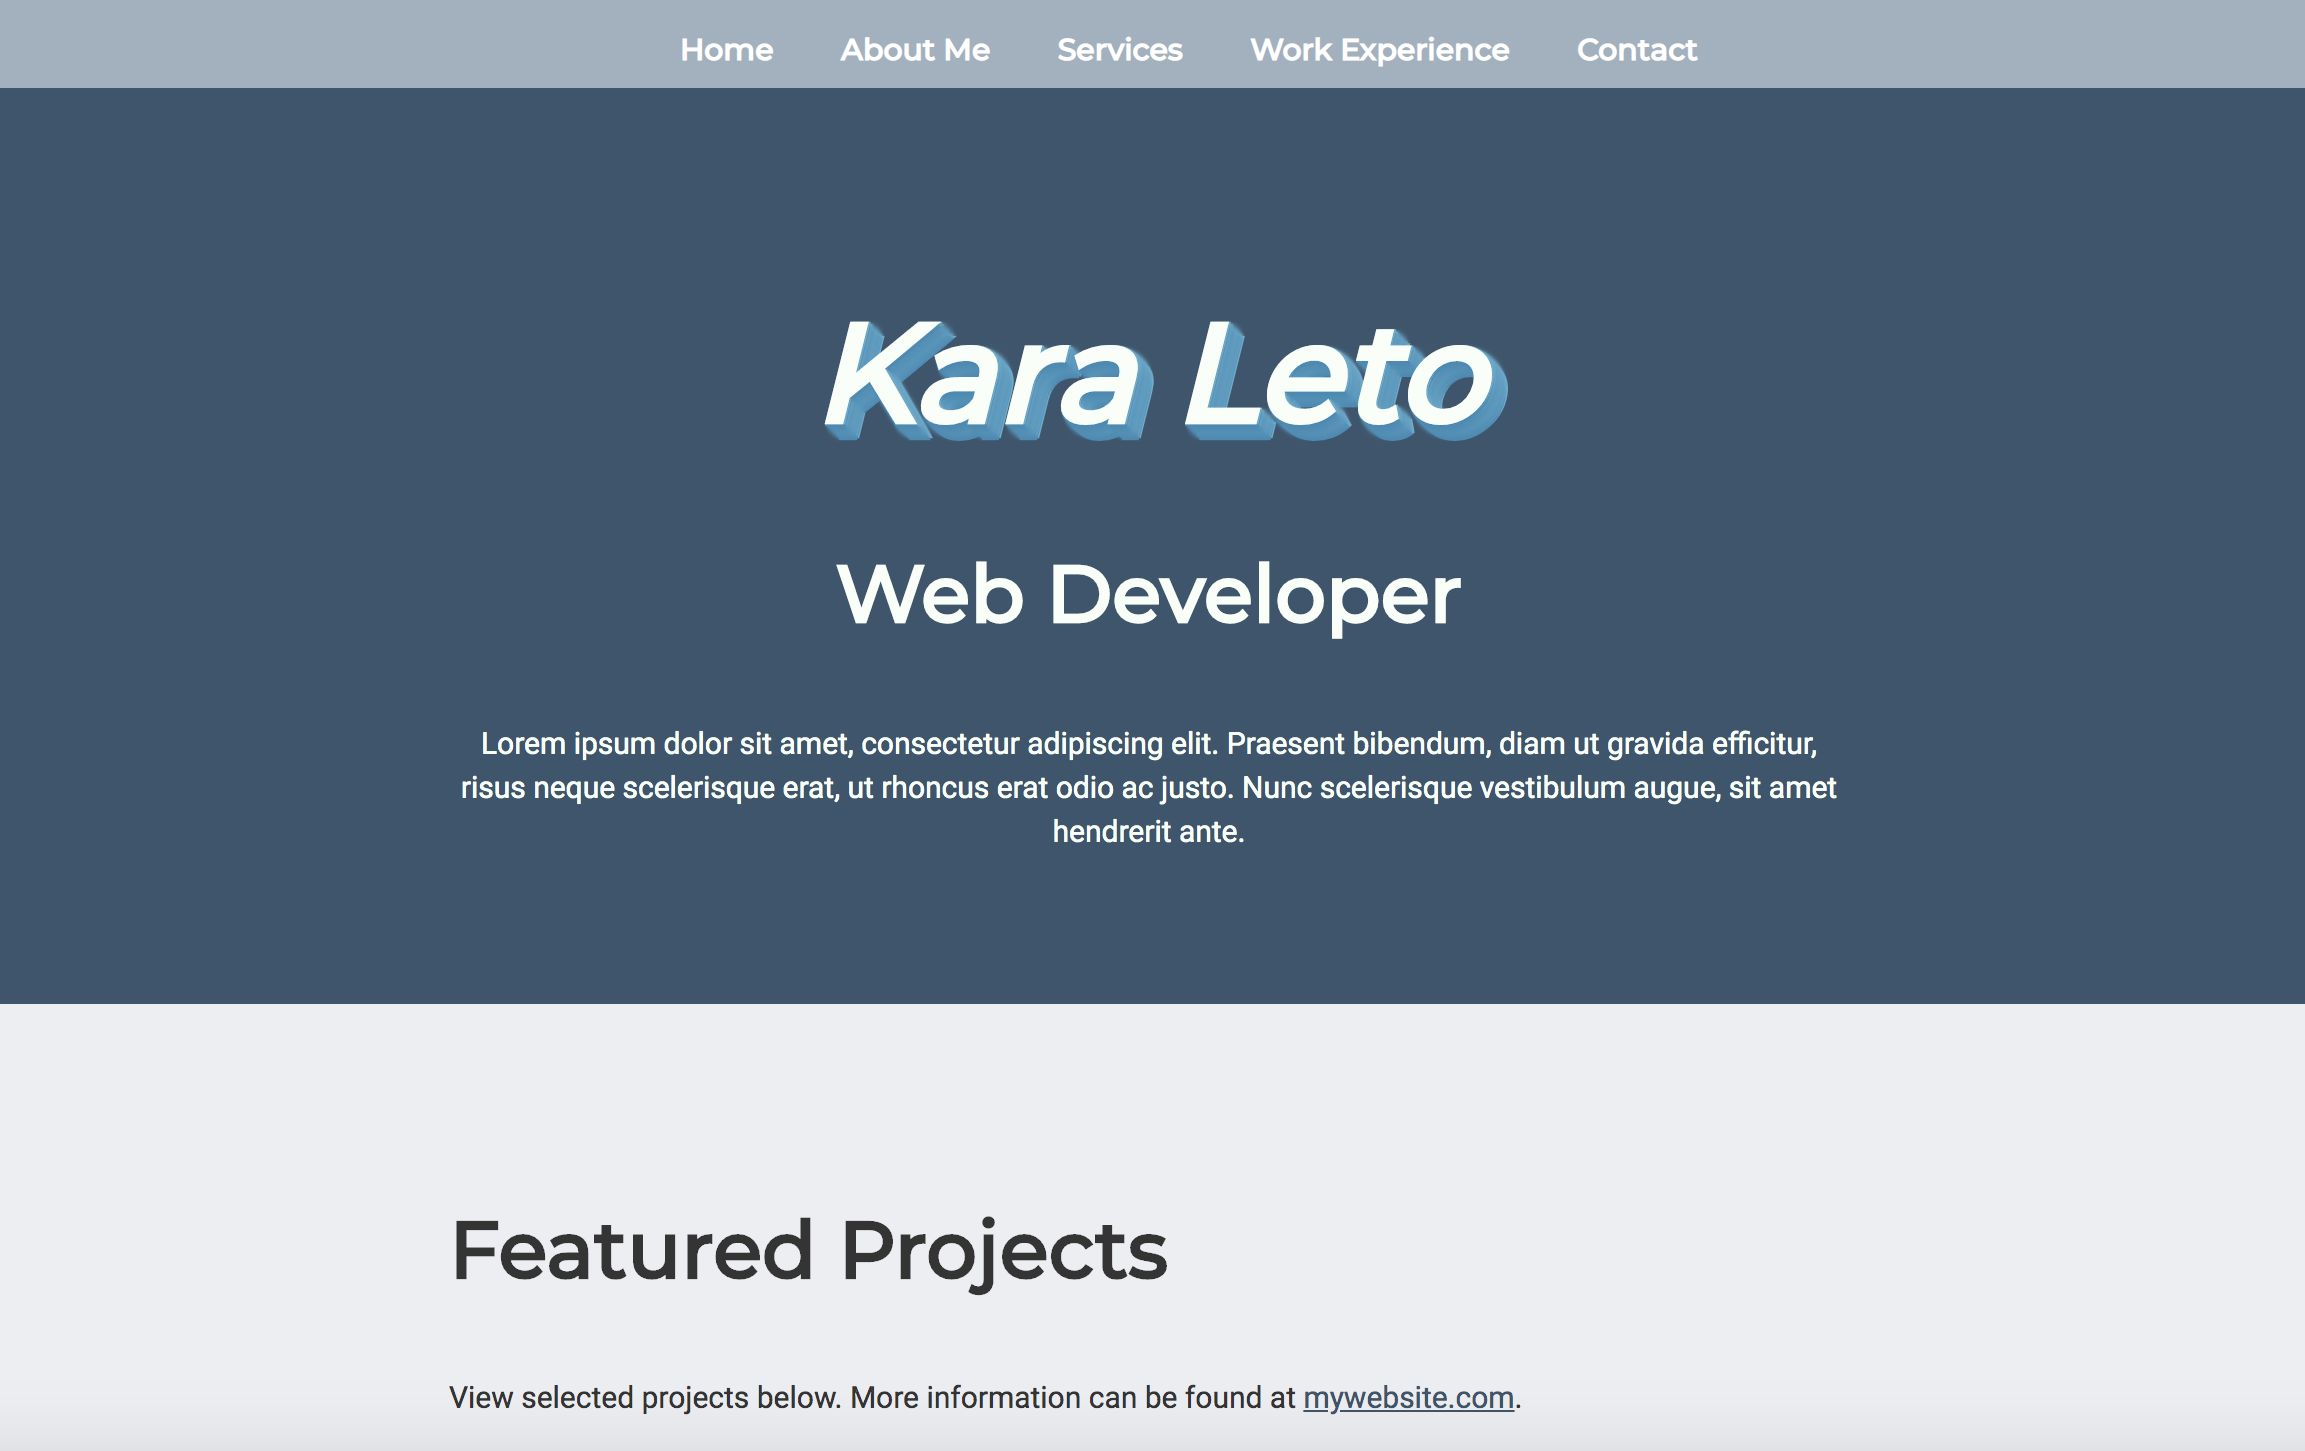 Home About Me Services Work Experience Contact
Kara Leto
Web Developer
Lorem ipsum dolor sit amet, consectetur adipiscing elit. Praesent bibendum, diam ut gravida efficitur,
risus neque scelerisque erat, ut rhoncus erat odio ac justo. Nunc scelerisque vestibulum augue, sit amet
hendrerit ante.
Featured Projects
View selected projects below. More information can be found at mywebsite.com.